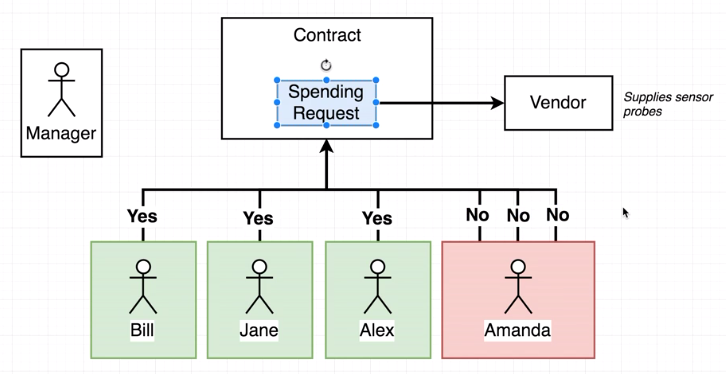 Contract
Manager
Spending
Request
Vendor
Supplies sensor
probes
Yes
Yes
Yes
No
No
No
Bill
Jane
Alex
Amanda